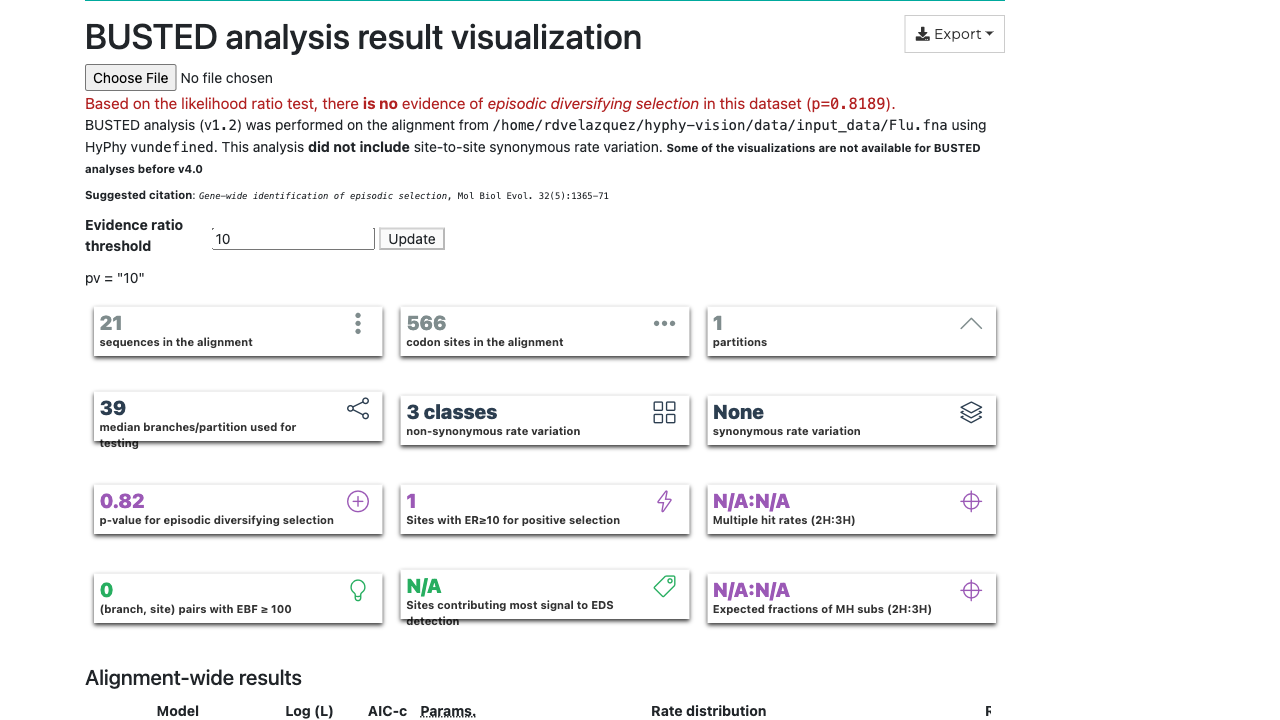 BUSTED analysis result visualization
Export
Choose File No file chosen
Based on the likelihood ratio test, there is no evidence of episodic diversifying selection in this dataset (p=0.8189).
BUSTED analysis (v1.2) was performed on the alignment from /home/rdvelazquez/hyphy-vision/data/input_data/Flu.fna using
HyPhy vundefined. This analysis did not include site-to-site synonymous rate variation. Some of the visualizations are not available for BUSTED
analyses before v4.0
Suggested citation: Gene-wide identification of episodic selection, Mol Biol Evol. 32(5):1365-71
Evidence ratio
threshold
10 Update
pv = "10"
21
sequences in the alignment
566
codon sites in the alignment
1
partitions
39
median branches/partition used for
testing
3 classes
non-synonymous rate variation
None
synonymous rate variation
0.82
p-value for episodic diversifying selection
1
Sites with ER≥10 for positive selection
N/A:N/A
Multiple hit rates (2H:3H)
0
(branch, site) pairs with EBF ≥ 100
N/A
Sites contributing most signal to EDS
detection
N/A:N/A
Expected fractions of MH subs (2H:3H)
Alignment-wide results
Model Log (L) AIC-c Params. Rate distribution